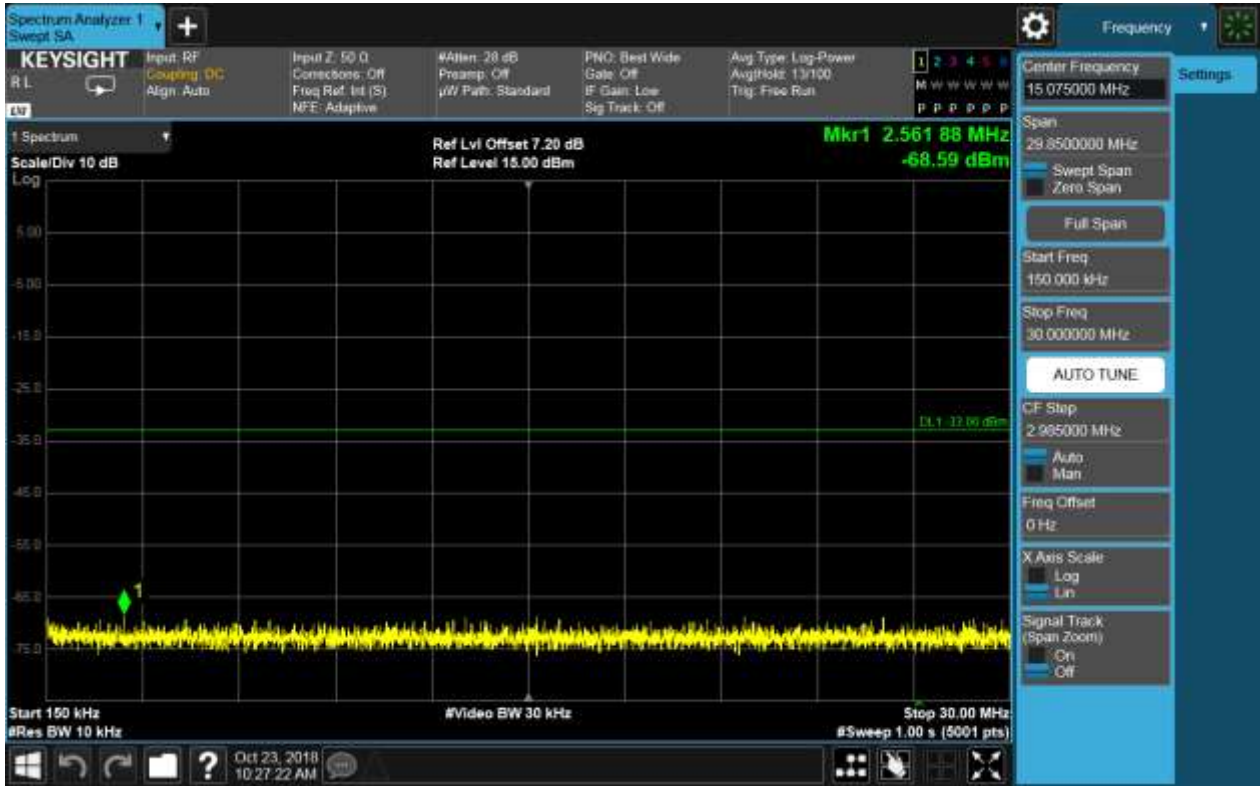 Spectrum Analyzer 1
Swept SA
Frequency
KEYSIGHT
R L
Input: RF
Coupling: DC
Align: Auto
Input Z: 50 Ω
Corrections: Off
Freq Ref: Int (S)
NFE: Adaptive
#Atten: 28 dB
Preamp: Off
µW Path: Standard
PNO: Best Wide
Gate: Off
IF Gain: Low
Sig Track: Off
Avg Type: Log-Power
Avg|Hold: 13/100
Trig: Free Run
1 2 3 4 5 6
M W W W W W
P P P P P P
Center Frequency
15.075000 MHz
Settings
Span
29.8500000 MHz
Swept Span
Zero Span
Full Span
Start Freq
150.000 kHz
Stop Freq
30.000000 MHz
AUTO TUNE
CF Step
2.985000 MHz
Auto
Man
Freq Offset
0 Hz
X Axis Scale
Log
Lin
Signal Track
(Span Zoom)
On
Off
1 Spectrum
Scale/Div 10 dB
Ref Lvl Offset 7.20 dB
Ref Level 15.00 dBm
Mkr1 2.561 88 MHz
-68.59 dBm
Log
5.00
-5.00
-15.0
-25.0
-35.0
-45.0
-55.0
-65.0
-75.0
1
Start 150 kHz
#Res BW 10 kHz
#Video BW 30 kHz
Stop 30.00 MHz
#Sweep 1.00 s (5001 pts)
?
Oct 23, 2018
10:27:22 AM